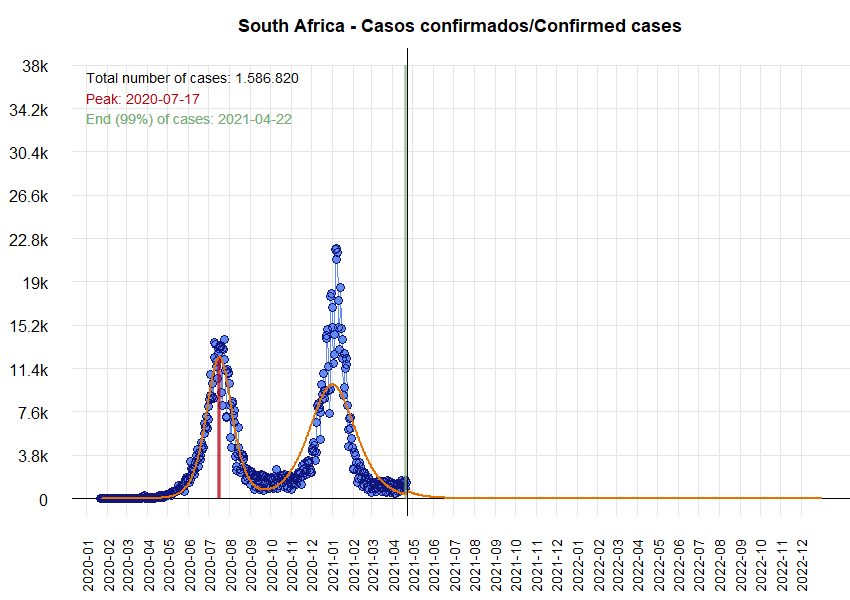 South Africa - Casos confirmados/Confirmed cases
38k
Total number of cases: 1.586.820
Peak: 2020-07-17
End (99%) of cases: 2021-04-22
34.2k
30.4k
26.6k
22.8k
19k
15.2k
11.4k
7.6k
3.8k
0
2020-01
2020-02
2020-03
2020-04
2020-05
2020-06
2020-07
2020-08
2020-09
2020-10
2020-11
2020-12
2021-01
2021-02
2021-03
2021-04
2021-05
2021-06
2021-07
2021-08
2021-09
2021-10
2021-11
2021-12
2022-01
2022-02
2022-03
2022-04
2022-05
2022-06
2022-07
2022-08
2022-09
2022-10
2022-11
2022-12